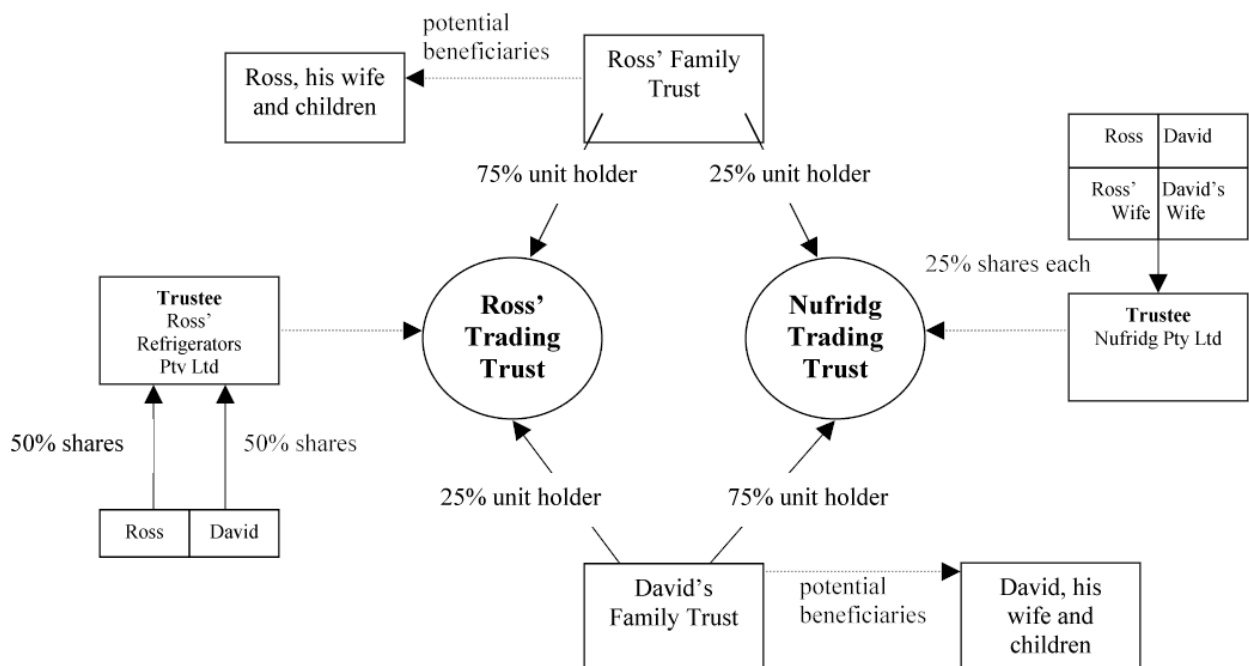 potential
beneficiaries
Ross’ Family
Trust
Ross, his wife
and children
75% unit holder
25% unit holder
Ross
David
Ross’
Wife
David’s
Wife
25% shares each
Trustee
Ross’
Refrigerators
Ptv Ltd
Ross’
Trading
Trust
Nufridg
Trading
Trust
Trustee
Nufridg Pty Ltd
50% shares
50% shares
25% unit holder
75% unit holder
Ross
David
David’s
Family Trust
potential
beneficiaries
David, his
wife and
children